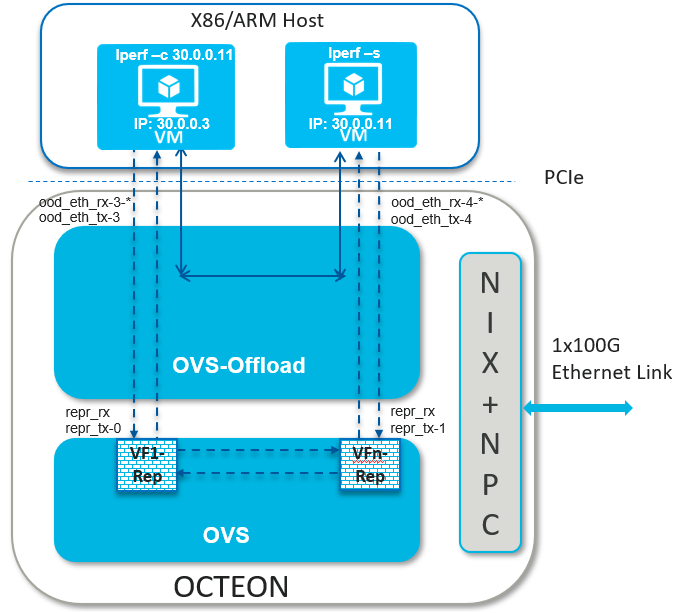 X86/ARM Host
Iperf –c 30.0.0.11
IP: 30.0.0.3
VM
Iperf –s
IP: 30.0.0.11
VM
PCIe
ood_eth_rx-3-*
ood_eth_tx-3
ood_eth_rx-4-*
ood_eth_tx-4
OVS-Offload
N
I
X
+
N
P
C
1x100G
Ethernet Link
repr_rx
repr_tx-0
repr_rx
repr_tx-1
VF1-
Rep
VFn-
Rep
OVS
OCTEON